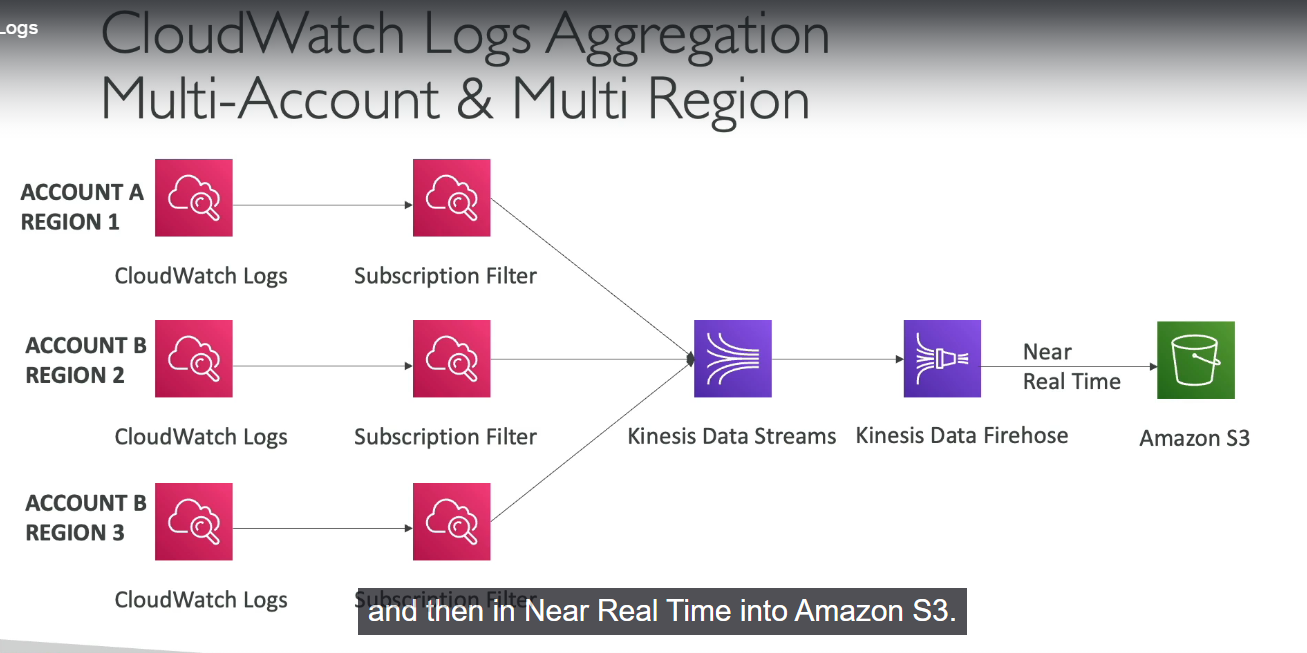 Logs
CloudWatch Logs Aggregation
Multi-Account & Multi Region
ACCOUNT A
REGION 1
CloudWatch Logs
Subscription Filter
ACCOUNT B
REGION 2
CloudWatch Logs
Subscription Filter
Kinesis Data Streams
Kinesis Data Firehose
Near
Real Time
Amazon S3
ACCOUNT B
REGION 3
CloudWatch Logs
Subscription Filter
and then in Near Real Time into Amazon S3.